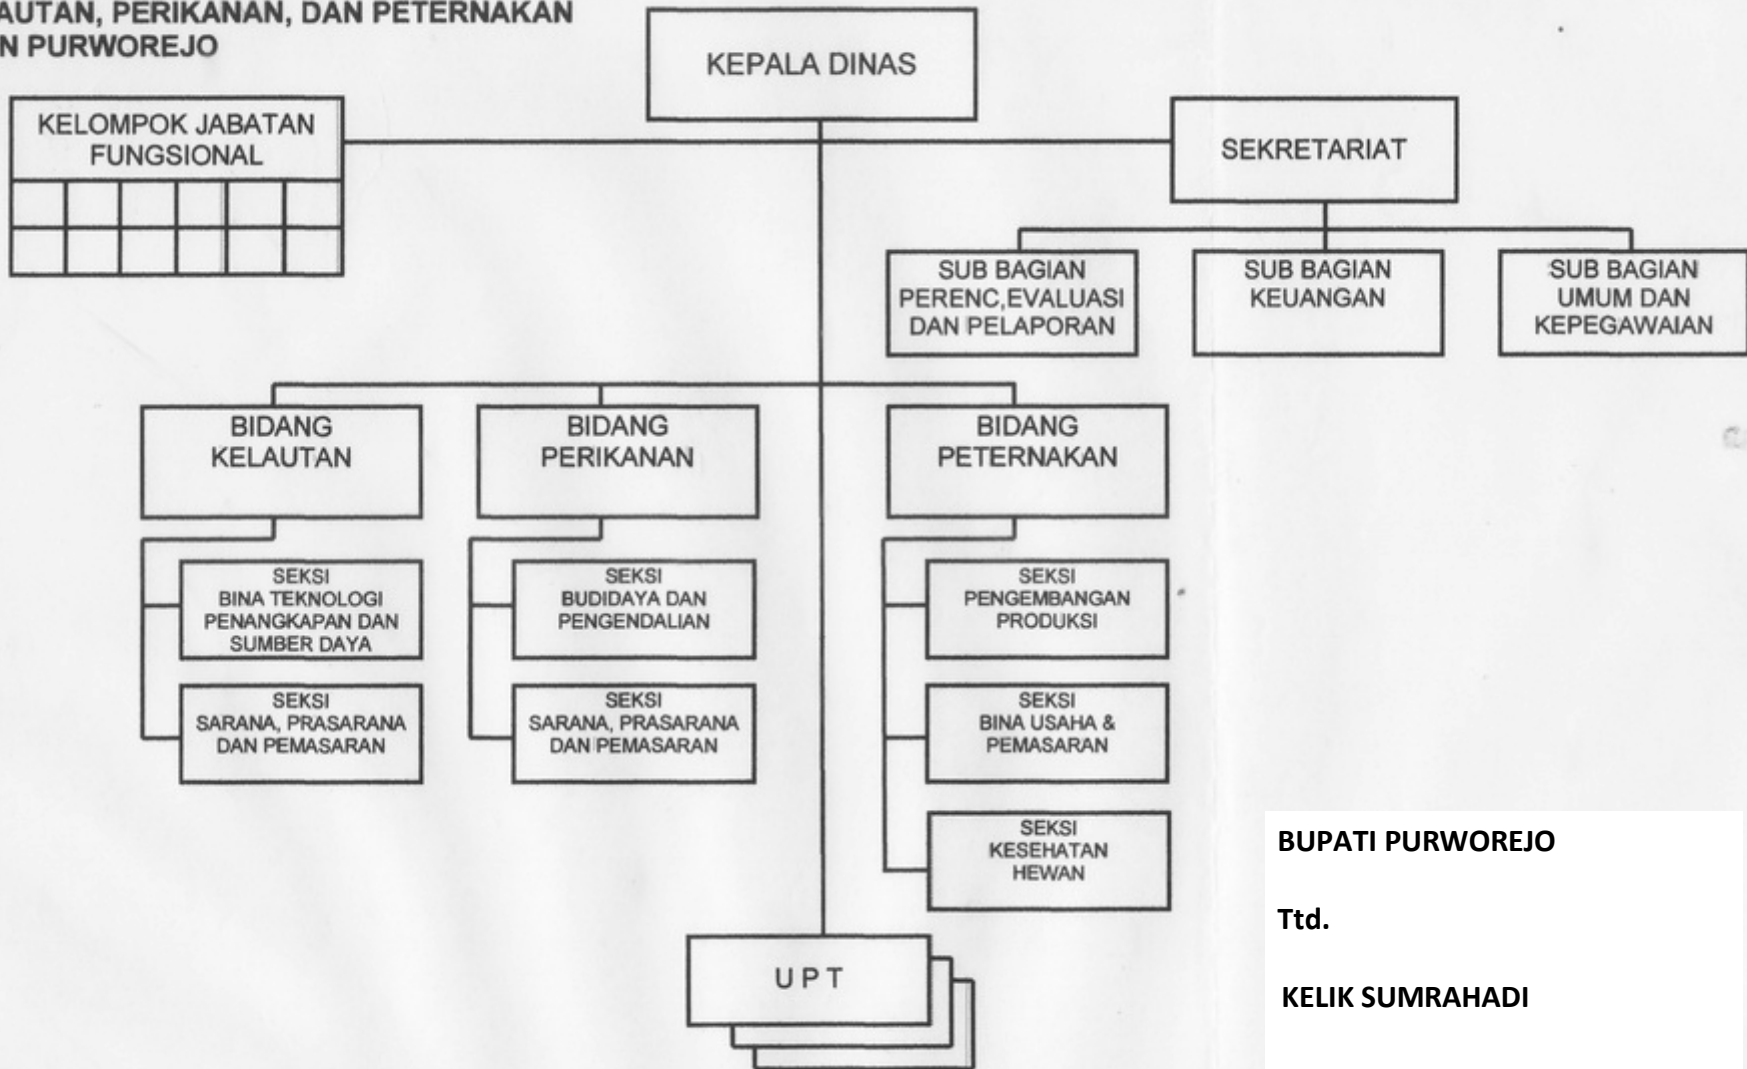 PERIKANAN, DAN PETERNAKAN
PURWOREJO
KEPALA DINAS
KELOMPOK JABATAN
FUNGSIONAL
SEKRETARIAT
SUB BAGIAN
PERENC,EVALUASI
DAN PELAPORAN
SUB BAGIAN
KEUANGAN
SUB BAGIAN
UMUM DAN
KEPEGAWAIAN
BIDANG
KELAUTAN
BIDANG
PERIKANAN
BIDANG
PETERNAKAN
SEKSI
BINA TEKNOLOGI
PENANGKAPAN DAN
SUMBER DAYA
SEKSI
SARANA, PRASARANA
DAN PEMASARAN
SEKSI
BUDIDAYA DAN
PENGENDALIAN
SEKSI
SARANA, PRASARANA
DAN PEMASARAN
SEKSI
PENGEMBANGAN
PRODUKSI
SEKSI
BINA USAHA &
PEMASARAN
SEKSI
KESEHATAN
HEWAN
U P T
BUPATI PURWOREJO
Ttd.
KELIK SUMRAHADI